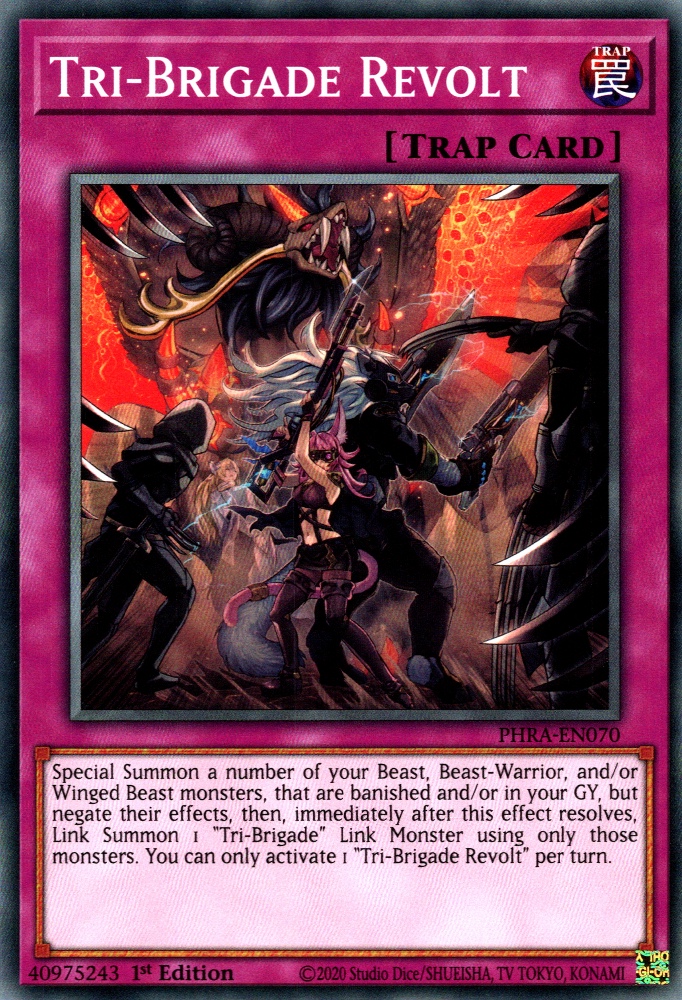 TRI-BRIGADE REVOLT
TRAP
罠
[TRAP CARD]
PHRA-EN070
Special Summon a number of your Beast, Beast-Warrior, and/or
Winged Beast monsters, that are banished and/or in your GY, but
negate their effects, then, immediately after this effect resolves,
Link Summon 1 "Tri-Brigade" Link Monster using only those
monsters. You can only activate 1 "Tri-Brigade Revolt" per turn.
40975243 1st Edition ©2020 Studio Dice/SHUEISHA, TV TOKYO, KONAMI